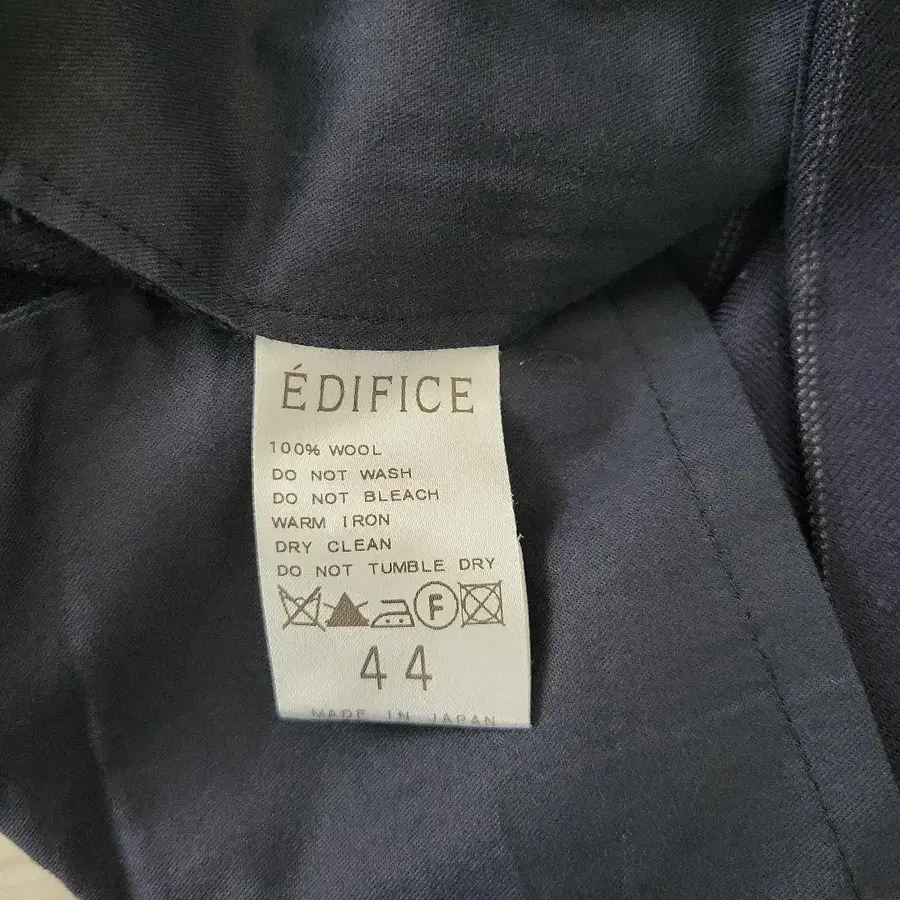 ÉDIFICE
100% WOOL
DO NOT WASH
DO NOT BLEACH
WARM IRON
DRY CLEAN
DO NOT TUMBLE DRY
F
44
MADE IN JAPAN